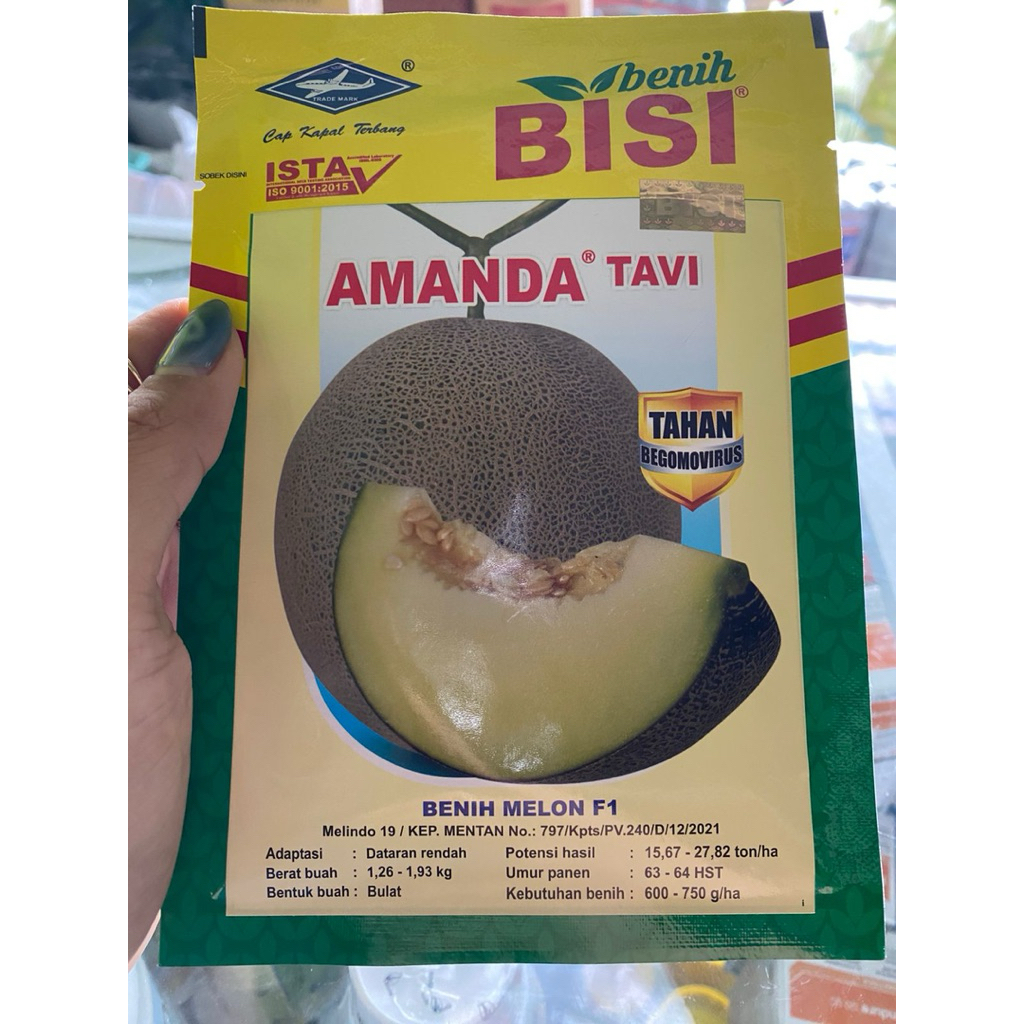 benih
BISI®
®
TRADE MARK
Cap Kapal Terbang
SOBEK DISINI
ISTA
ISO 9001:2015
BISI
AMANDA® TAVI
TAHAN
BEGOMOVIRUS
BENIH MELON F1
Melindo 19 / KEP. MENTAN No.: 797/Kpts/PV.240/D/12/2021
Adaptasi : Dataran rendah
Berat buah : 1,26 - 1,93 kg
Bentuk buah : Bulat
Potensi hasil : 15,67 - 27,82 ton/ha
Umur panen : 63 - 64 HST
Kebutuhan benih : 600 - 750 g/ha